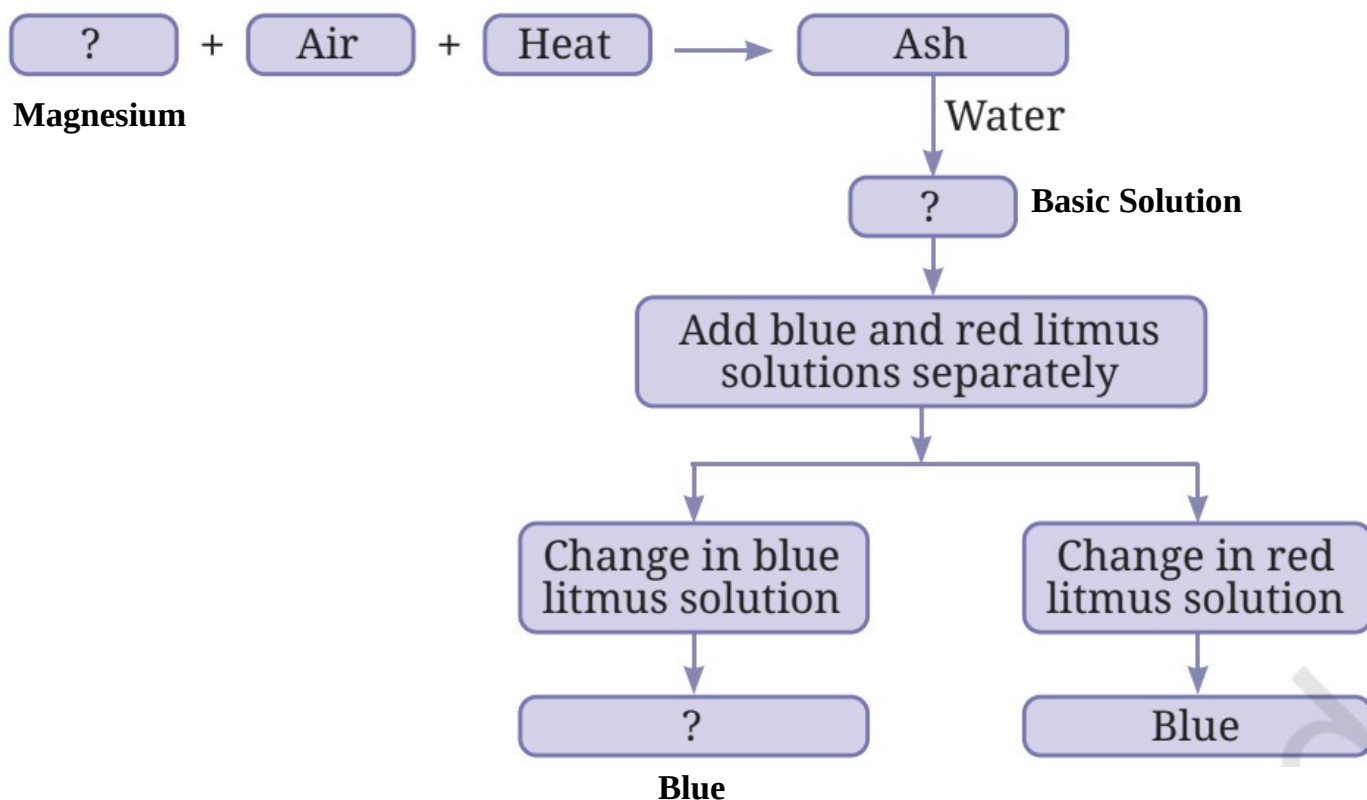 ? + Air + Heat Ash
Magnesium
Water
? Basic Solution
Add blue and red litmus
solutions separately
Change in blue
litmus solution
Change in red
litmus solution
? Blue
Blue